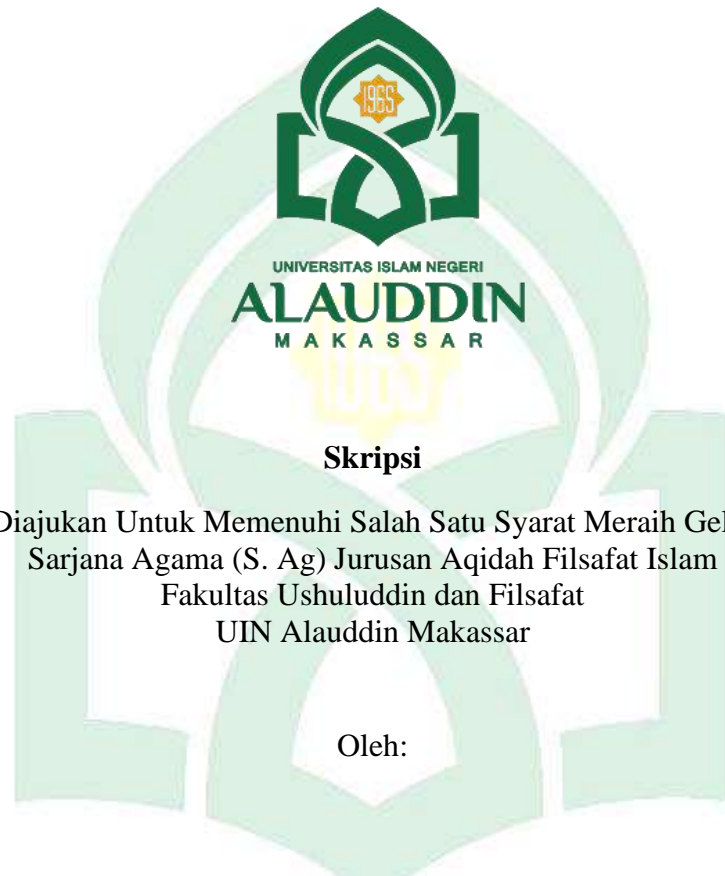 1965
UNIVERSITAS ISLAM NEGERI
ALAUDDIN
MAKASSAR
Skripsi
Diajukan Untuk Memenuhi Salah Satu Syarat Meraih
Sarjana Agama (S. Ag) Jurusan Aqidah Filsafat Islam
Fakultas Ushuluddin dan Filsafat
UIN Alauddin Makassar
Oleh: